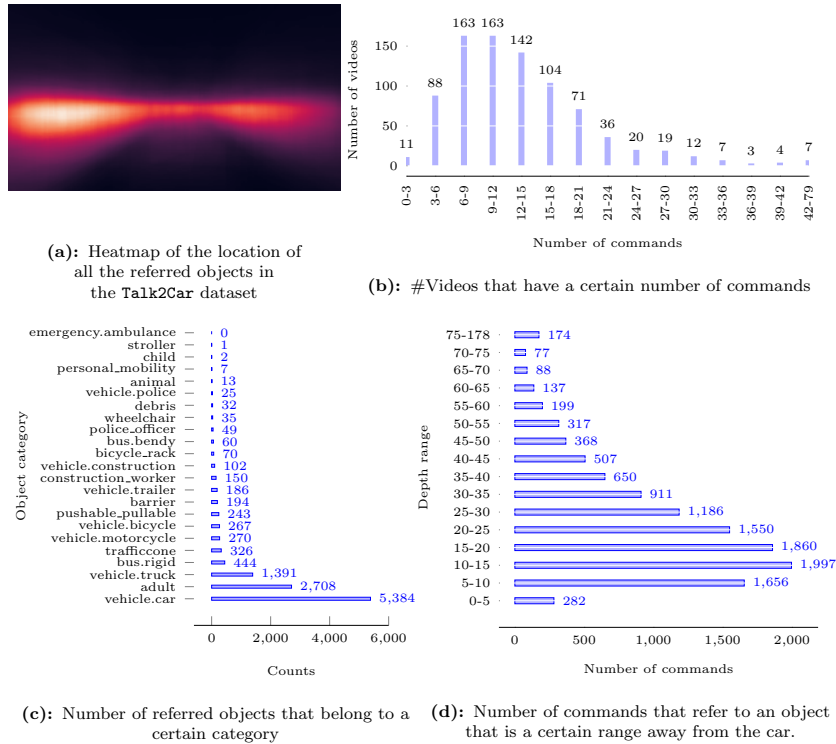 Number of videos
150
100
50
0
11
88
163
163
142
104
71
36
20
19
12
7
3
4
7
0-3
3-6
6-9
9-12
12-15
15-18
18-21
21-24
24-27
27-30
30-33
33-36
36-39
39-42
42-79
Number of commands
(a): Heatmap of the location of
all the referred objects in
the Talk2Car dataset
(b): #Videos that have a certain number of commands
Object category
emergency.ambulance 0
stroller 1
child 2
personal_mobility 7
animal 13
vehicle.police 25
debris 32
wheelchair 35
police_officer 49
bus.bendy 60
bicycle_rack 70
vehicle.construction 102
construction_worker 150
vehicle.trailer 186
barrier 194
pushable_pullable 243
vehicle.bicycle 267
vehicle.motorcycle 270
trafficcone 326
bus.rigid 444
vehicle.truck 1,391
adult 2,708
vehicle.car 5,384
0 2,000 4,000 6,000
Counts
Depth range
75-178 174
70-75 77
65-70 88
60-65 137
55-60 199
50-55 317
45-50 368
40-45 507
35-40 650
30-35 911
25-30 1,186
20-25 1,550
15-20 1,860
10-15 1,997
5-10 1,656
0-5 282
0 500 1,000 1,500 2,000
Number of commands
(c): Number of referred objects that belong to a
certain category
(d): Number of commands that refer to an object
that is a certain range away from the car.